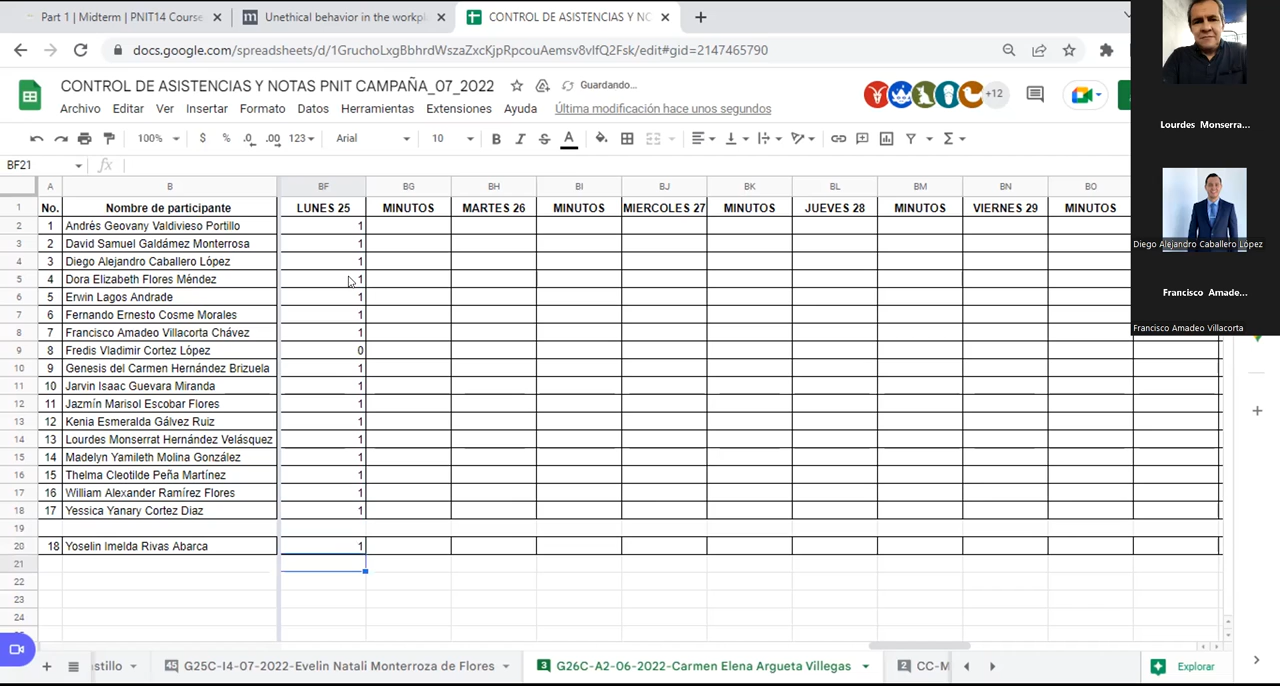 Part 1 | Midterm | PNIT14 Course
Unethical behavior in the workpl
CONTROL DE ASISTENCIAS Y NC
docs.google.com/spreadsheets/d/1GruchoLxgBbhrdWszaZxcKjpRpcouAemsv8vlfQ2Fsk/edit#gid=2147465790
CONTROL DE ASISTENCIAS Y NOTAS PNIT CAMPAÑA_07_2022 Guardando...
+12
Archivo Editar Ver Insertar Formato Datos Herramientas Extensiones Ayuda Última modificación hace unos segundos
100% $ % .0 .00 123 Arial 10 B I S A
BF21 fx
A B BF BG BH BI BJ BK BL BM BN BO
1 No. Nombre de participante LUNES 25 MINUTOS MARTES 26 MINUTOS MIERCOLES 27 MINUTOS JUEVES 28 MINUTOS VIERNES 29 MINUTOS
2 1 Andrés Geovany Valdivieso Portillo 1
3 2 David Samuel Galdámez Monterrosa 1
4 3 Diego Alejandro Caballero López 1
5 4 Dora Elizabeth Flores Méndez 1
6 5 Erwin Lagos Andrade 1
7 6 Fernando Ernesto Cosme Morales 1
8 7 Francisco Amadeo Villacorta Chávez 1
9 8 Fredis Vladimir Cortez López 0
10 9 Genesis del Carmen Hernández Brizuela 1
11 10 Jarvin Isaac Guevara Miranda 1
12 11 Jazmín Marisol Escobar Flores 1
13 12 Kenia Esmeralda Gálvez Ruiz 1
14 13 Lourdes Monserrat Hernández Velásquez 1
15 14 Madelyn Yamileth Molina González 1
16 15 Thelma Cleotilde Peña Martínez 1
17 16 William Alexander Ramírez Flores 1
18 17 Yessica Yanary Cortez Diaz 1
19
20 18 Yoselin Imelda Rivas Abarca 1
21
22
23
24
Lourdes Monserra...
Diego Alejandro Caballero López
Francisco Amade...
Francisco Amadeo Villacorta
stillo 45 G25C-I4-07-2022-Evelin Natali Monterroza de Flores 3 G26C-A2-06-2022-Carmen Elena Argueta Villegas 2 CC-M Explorar